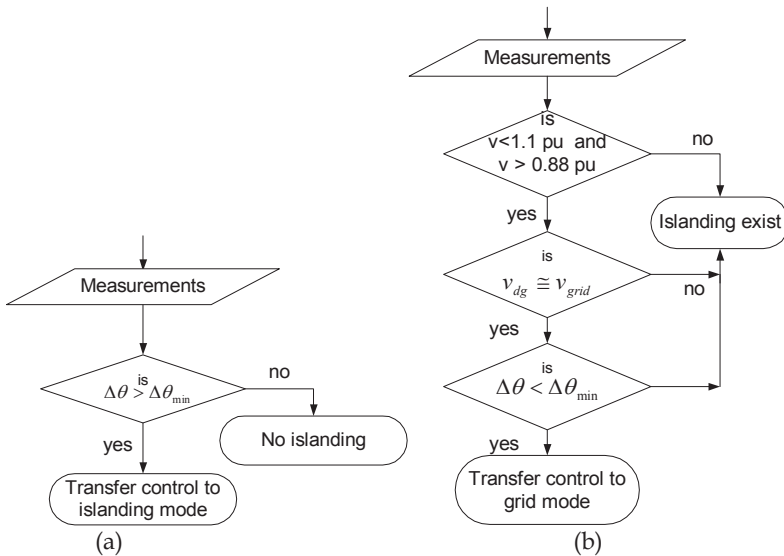 Measurements
is
Δθ > Δθmin
no
yes
No islanding
Transfer control to
islanding mode
(a)
Measurements
is
v<1.1 pu and
v > 0.88 pu
no
yes
Islanding exist
is
vdg ≅ vgrid
no
yes
is
Δθ < Δθmin
yes
Transfer control to
grid mode
(b)